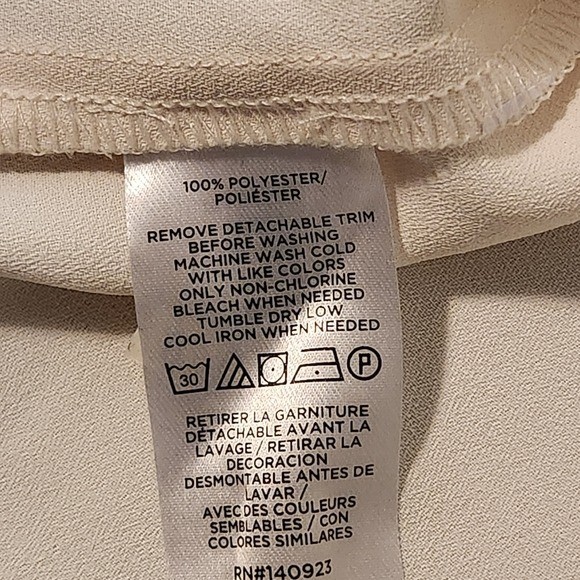 100% POLYESTER/
POLIÉSTER
REMOVE DETACHABLE TRIM
BEFORE WASHING
MACHINE WASH COLD
WITH LIKE COLORS
ONLY NON-CHLORINE
BLEACH WHEN NEEDED
TUMBLE DRY LOW
COOL IRON WHEN NEEDED
30 P
RETIRER LA GARNITURE
DÉTACHABLE AVANT LA
LAVAGE / RETIRAR LA
DECORACION
DESMONTABLE ANTES DE
LAVAR /
AVEC DES COULEURS
SEMBLABLES / CON
COLORES SIMILARES
RN#140923